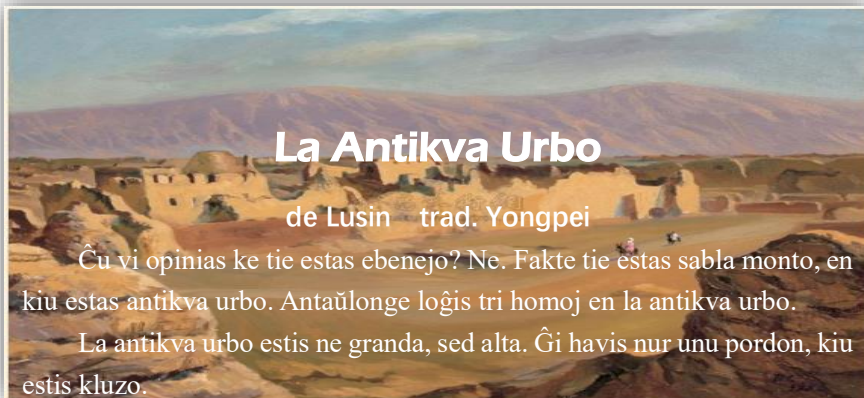 La Antikva Urbo
de Lusin trad. Yongpei
Ĉu vi opinias ke tie estas ebenejo? Ne. Fakte tie estas sabla monto, en
kiu estas antikva urbo. Antaŭlonge loĝis tri homoj en la antikva urbo.
La antikva urbo estis ne granda, sed alta. Ĝi havis nur unu pordon, kiu
estis kluzo.